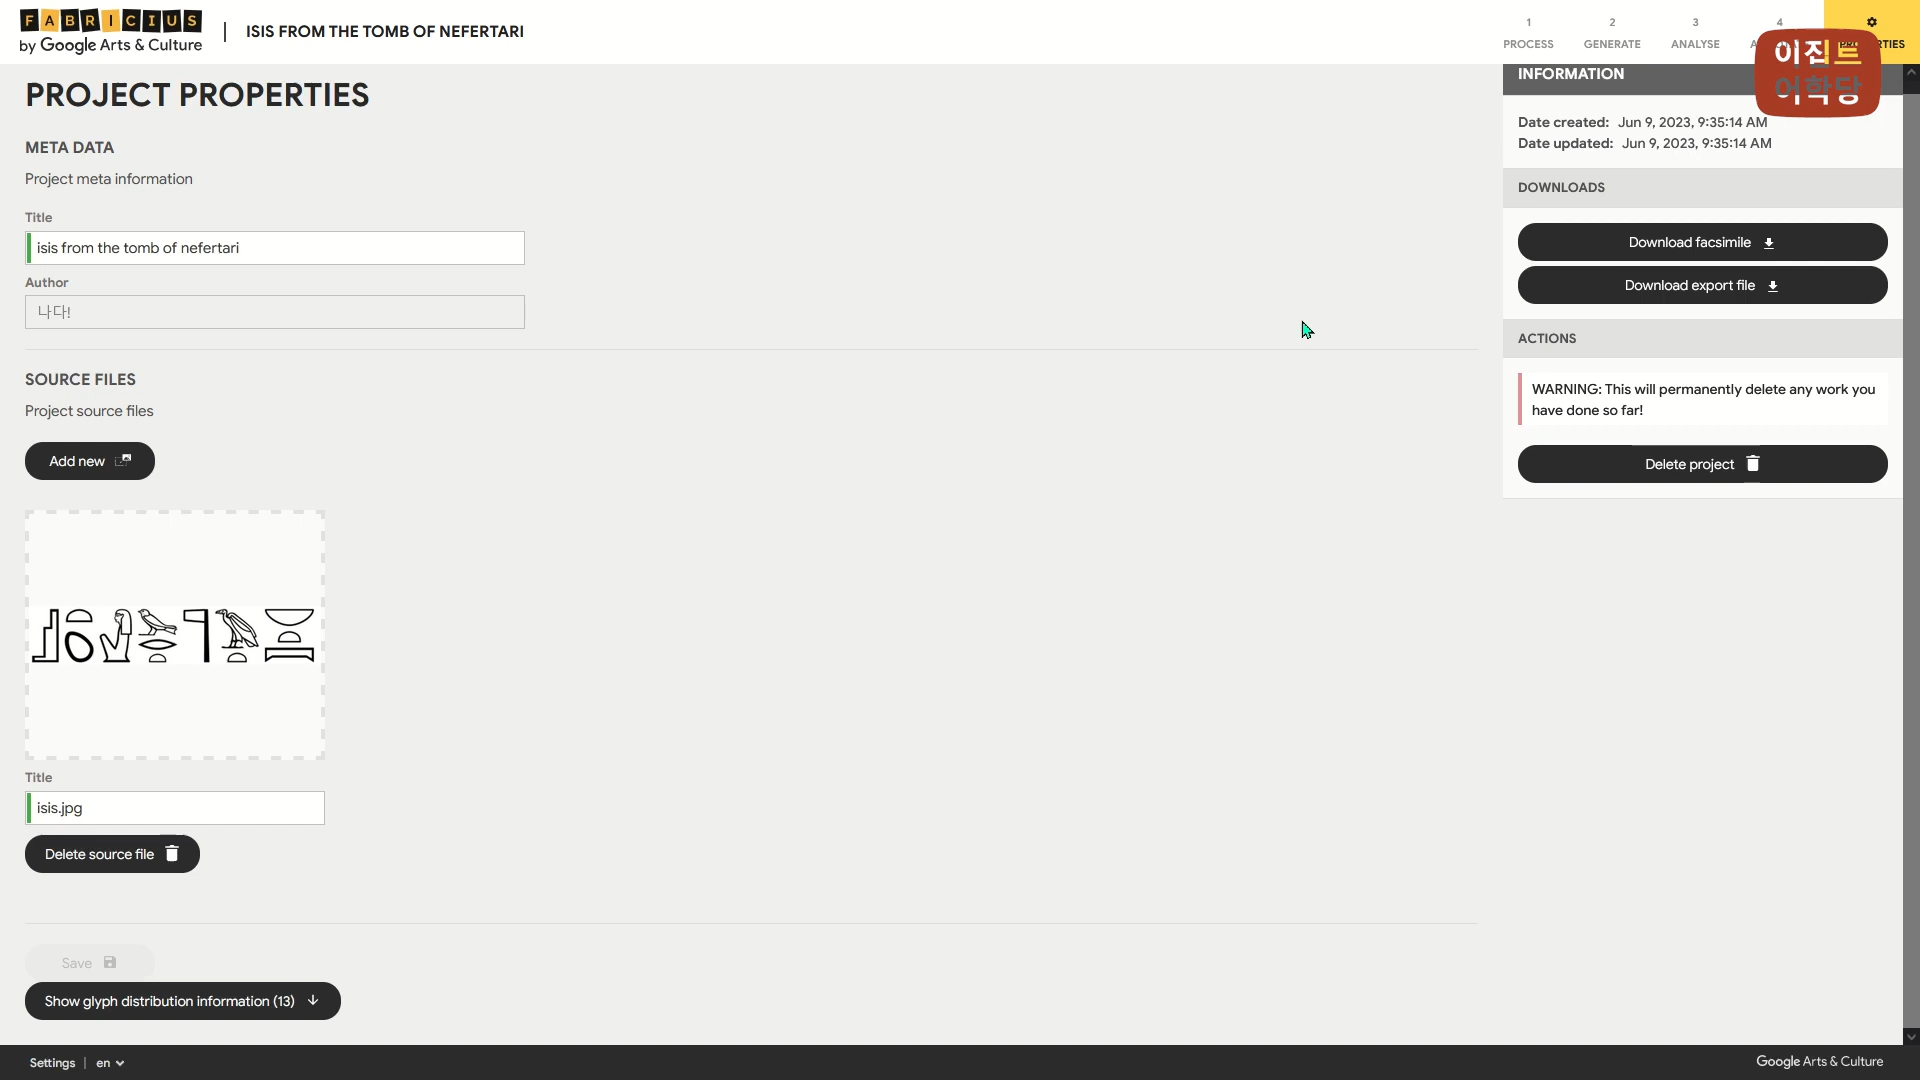 FABRICIUS
by Google Arts & Culture
ISIS FROM THE TOMB OF NEFERTARI
1
PROCESS
2
GENERATE
3
ANALYSE
4
이집트
어학당
PROJECT PROPERTIES
META DATA
Project meta information
Title
isis from the tomb of nefertari
Author
나다!
SOURCE FILES
Project source files
Add new
Title
isis.jpg
Delete source file
Save
Show glyph distribution information (13)
INFORMATION
Date created: Jun 9, 2023, 9:35:14 AM
Date updated: Jun 9, 2023, 9:35:14 AM
DOWNLOADS
Download facsimile
Download export file
ACTIONS
WARNING: This will permanently delete any work you
have done so far!
Delete project
Settings | en
Google Arts & Culture